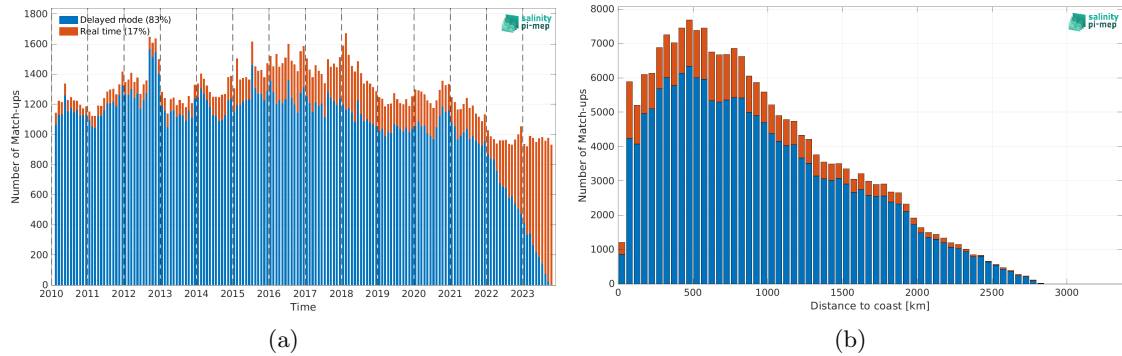 Delayed mode (83%)
Real time (17%)
salinity
pi-mep
Number of Match-ups
1800
1600
1400
1200
1000
800
600
400
200
0
2010 2011 2012 2013 2014 2015 2016 2017 2018 2019 2020 2021 2022 2023
Time
(a)
salinity
pi-mep
Number of Match-ups
8000
7000
6000
5000
4000
3000
2000
1000
0
0 500 1000 1500 2000 2500 3000
Distance to coast [km]
(b)